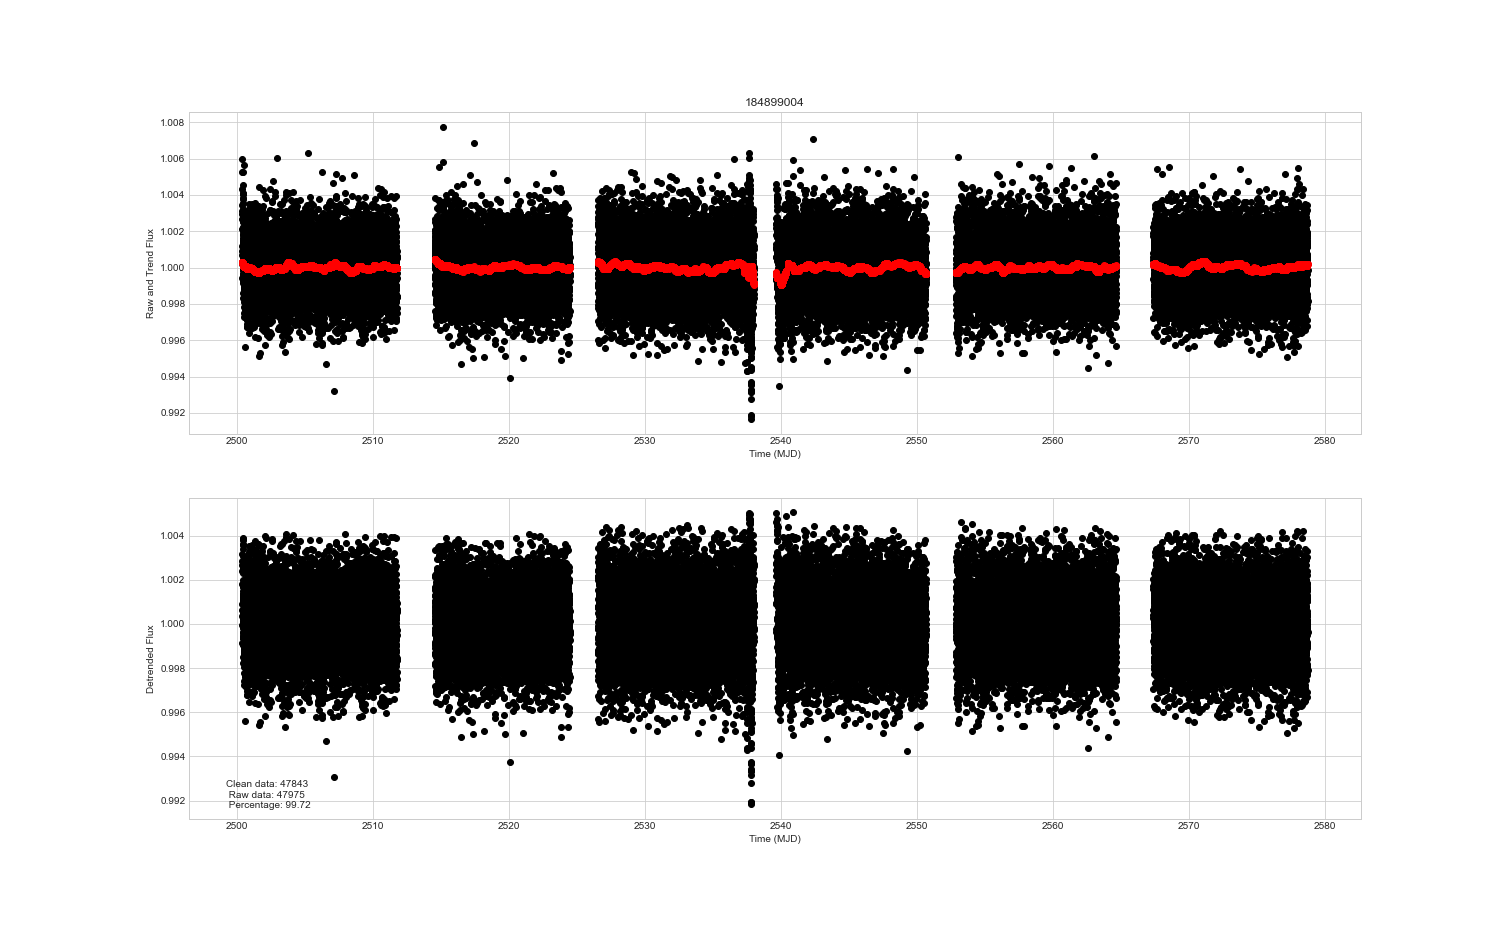 184899004
1.008
1.006
1.004
1.002
1.000
0.998
0.996
0.994
0.992
Raw and Trend Flux
2500 2510 2520 2530 2540 2550 2560 2570 2580
Time (MJD)
1.004
1.002
1.000
0.998
0.996
0.994
0.992
Detrended Flux
Clean data: 47843
Raw data: 47975
Percentage: 99.72
2500 2510 2520 2530 2540 2550 2560 2570 2580
Time (MJD)